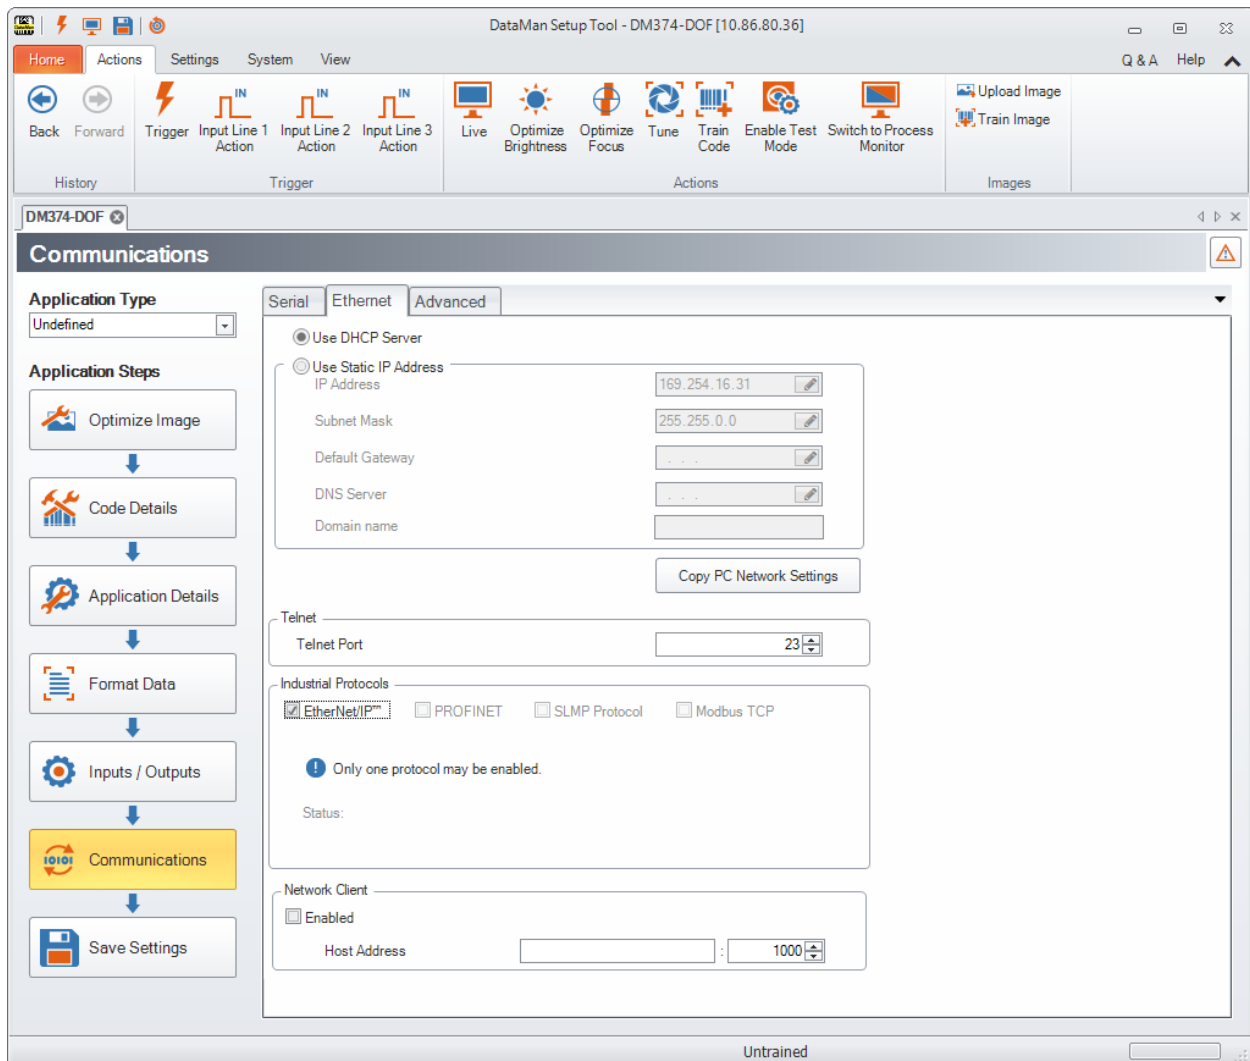 DataMan
DataMan Setup Tool - DM374-DOF [10.86.80.36]
Home Actions Settings System View Q & A Help
Back Forward Trigger Input Line 1 Action Input Line 2 Action Input Line 3 Action Live Optimize Brightness Optimize Focus Tune Train Code Enable Test Mode Switch to Process Monitor
IN IN IN
Upload Image
Train Image
History Trigger Actions Images
DM374-DOF
Communications
Application Type
Undefined
Application Steps
Optimize Image
Code Details
Application Details
Format Data
Inputs / Outputs
10101
Communications
Save Settings
Serial Ethernet Advanced
Use DHCP Server
Use Static IP Address
IP Address 169.254.16.31
Subnet Mask 255.255.0.0
Default Gateway . . .
DNS Server . . .
Domain name
Copy PC Network Settings
Telnet
Telnet Port 23
Industrial Protocols
EtherNet/IP™ PROFINET SLMP Protocol Modbus TCP
! Only one protocol may be enabled.
Status:
Network Client
Enabled
Host Address : 1000
Untrained